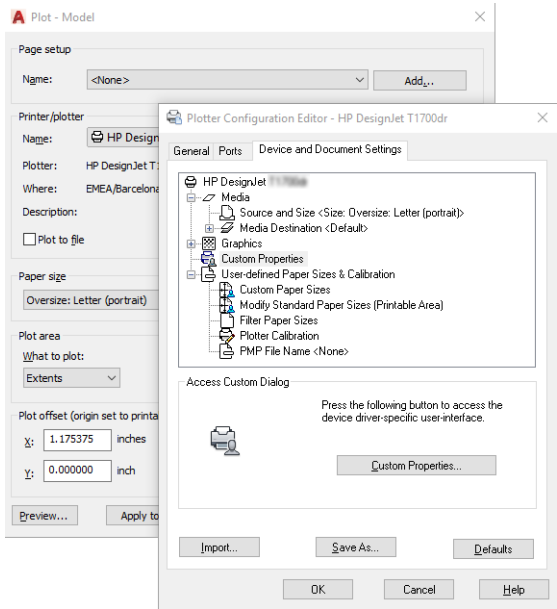 Plot - Model
Page setup
Name:
<None>
Add...
Printer/plotter
Name:
HP Design
Plotter:
HP DesignJet T1
Where:
EMEA/Barcelona
Description:
Plot to file
Paper size
Oversize: Letter (portrait)
Plot area
What to plot:
Extents
Plot offset (origin set to printa
X:
1.175375
inches
Y:
0.000000
inch
Preview...
Apply to
Plotter Configuration Editor - HP DesignJet T1700dr
General
Ports
Device and Document Settings
HP DesignJet
Media
Source and Size <Size: Oversize: Letter (portrait)>
Media Destination <Default>
Graphics
Custom Properties
User-defined Paper Sizes & Calibration
Custom Paper Sizes
Modify Standard Paper Sizes (Printable Area)
Filter Paper Sizes
Plotter Calibration
PMP File Name <None>
Access Custom Dialog
Press the following button to access the
device driver-specific user-interface.
Custom Properties...
Import...
Save As...
Defaults
OK
Cancel
Help